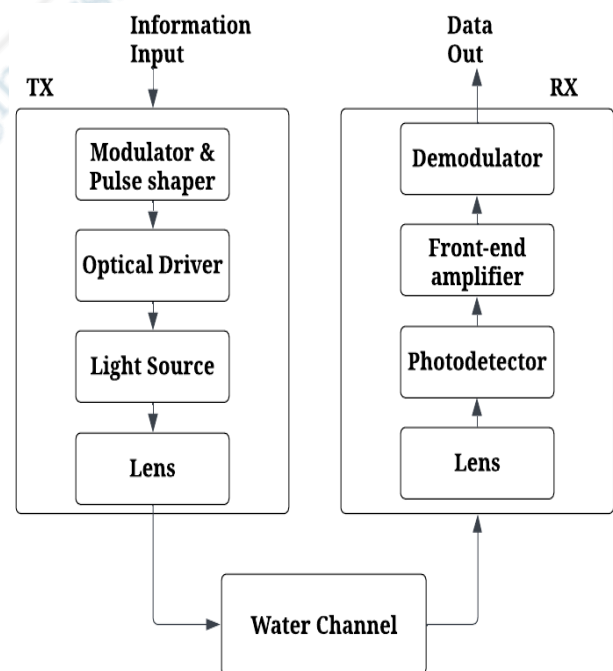 Information
Input
TX
Modulator &
Pulse shaper
Optical Driver
Light Source
Lens
Data
Out
RX
Demodulator
Front-end
amplifier
Photodetector
Lens
Water Channel